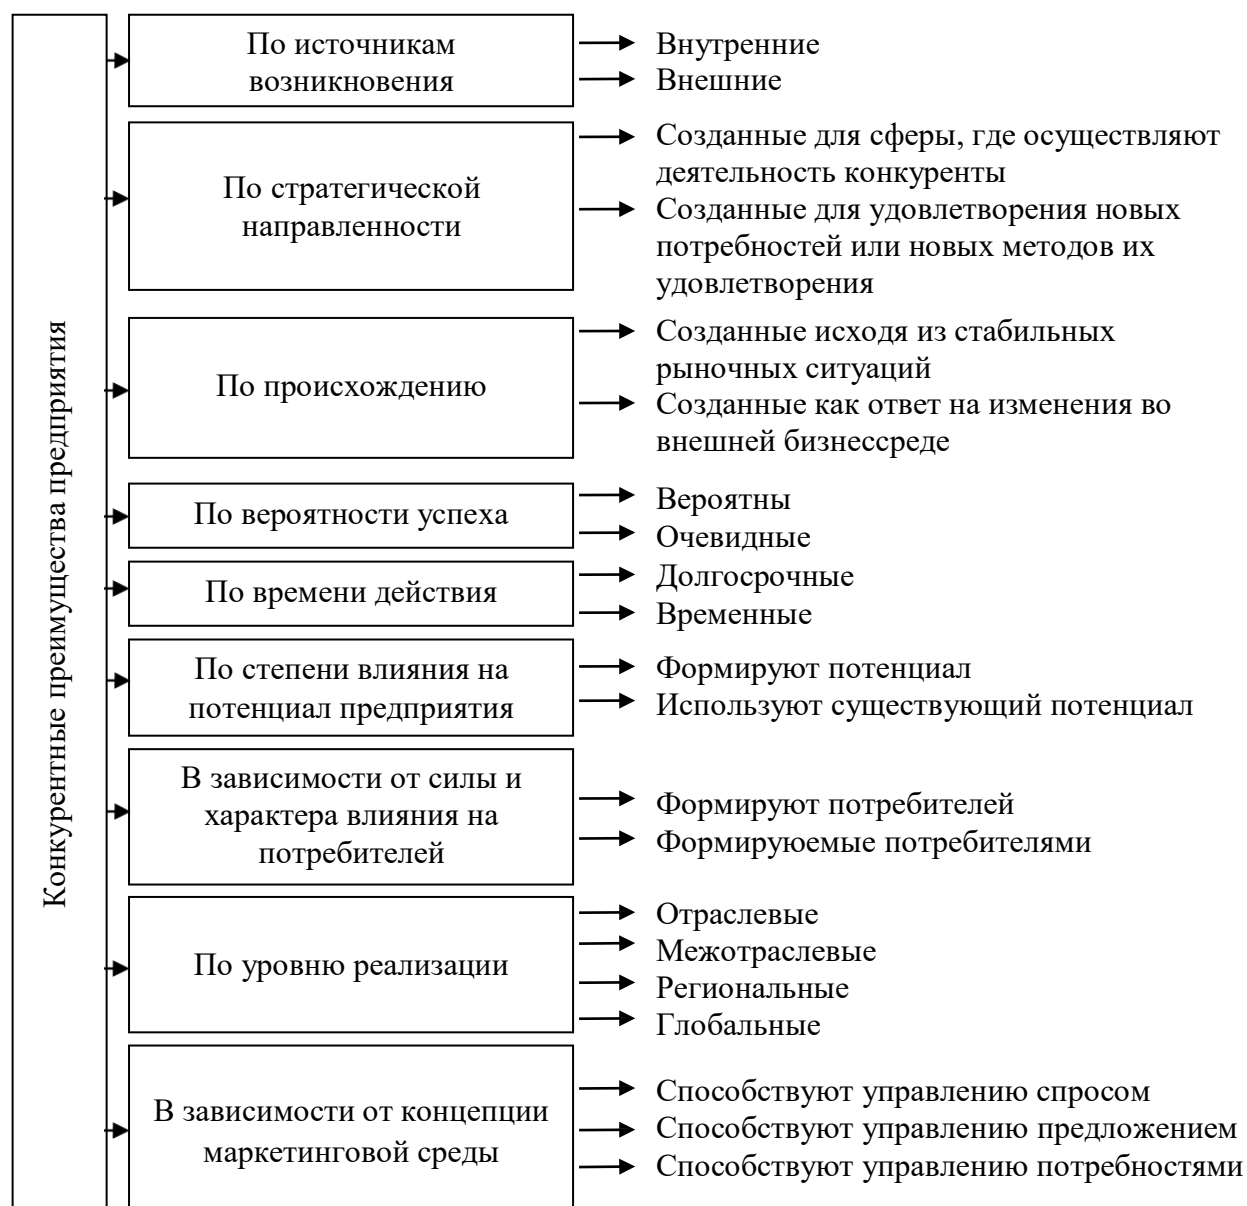 Конкурентные преимущества предприятия
По источникам
возникновения
Внутренние
Внешние
По стратегической
направленности
Созданные для сферы, где осуществляют
деятельность конкуренты
Созданные для удовлетворения новых
потребностей или новых методов их
удовлетворения
По происхождению
Созданные исходя из стабильных
рыночных ситуаций
Созданные как ответ на изменения во
внешней бизнессреде
По вероятности успеха
Вероятны
Очевидные
По времени действия
Долгосрочные
Временные
По степени влияния на
потенциал предприятия
Формируют потенциал
Используют существующий потенциал
В зависимости от силы и
характера влияния на
потребителей
Формируют потребителей
Формируюемые потребителями
По уровню реализации
Отраслевые
Межотраслевые
Региональные
Глобальные
В зависимости от концепции
маркетинговой среды
Способствуют управлению спросом
Способствуют управлению предложением
Способствуют управлению потребностями